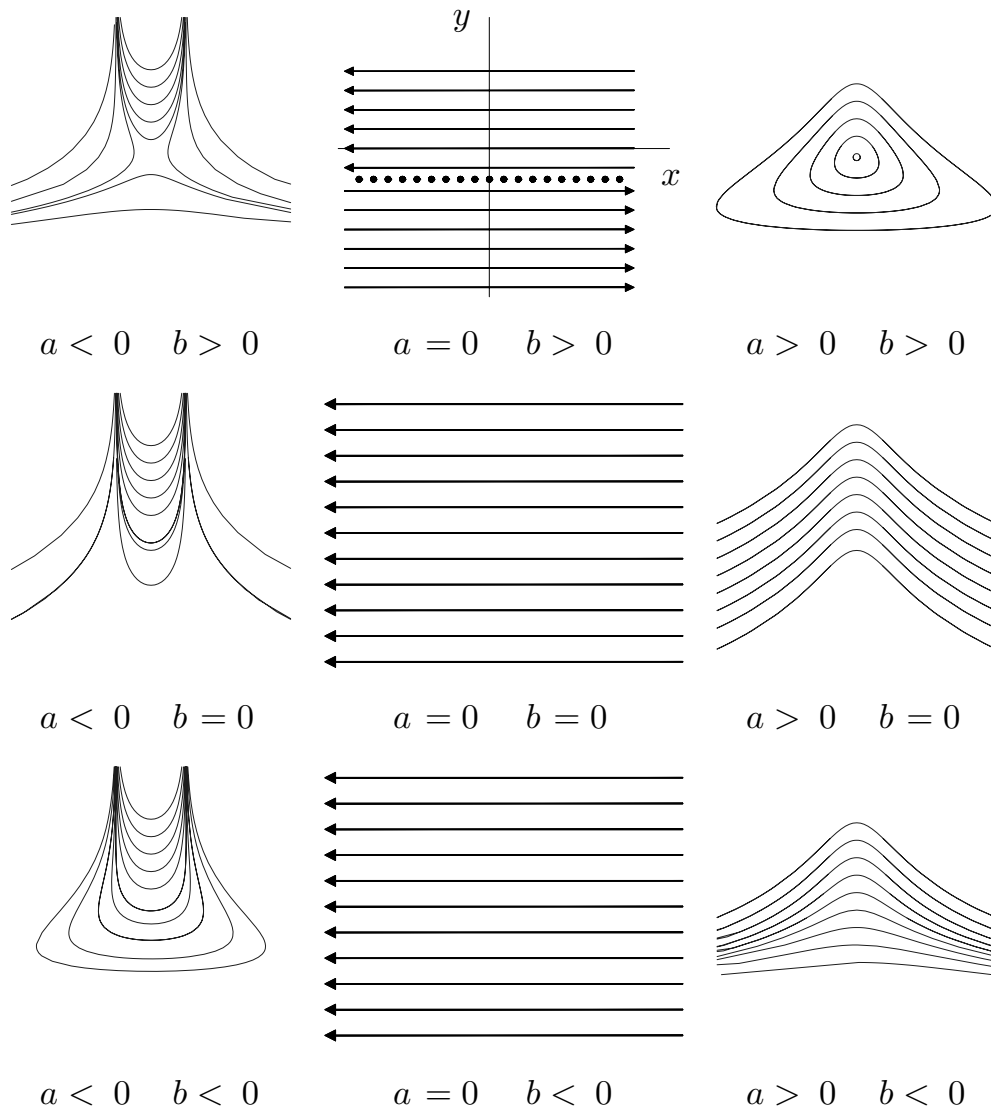 y
x
a < 0 b > 0 a = 0 b > 0 a > 0 b > 0
a < 0 b = 0 a = 0 b = 0 a > 0 b = 0
a < 0 b < 0 a = 0 b < 0 a > 0 b < 0